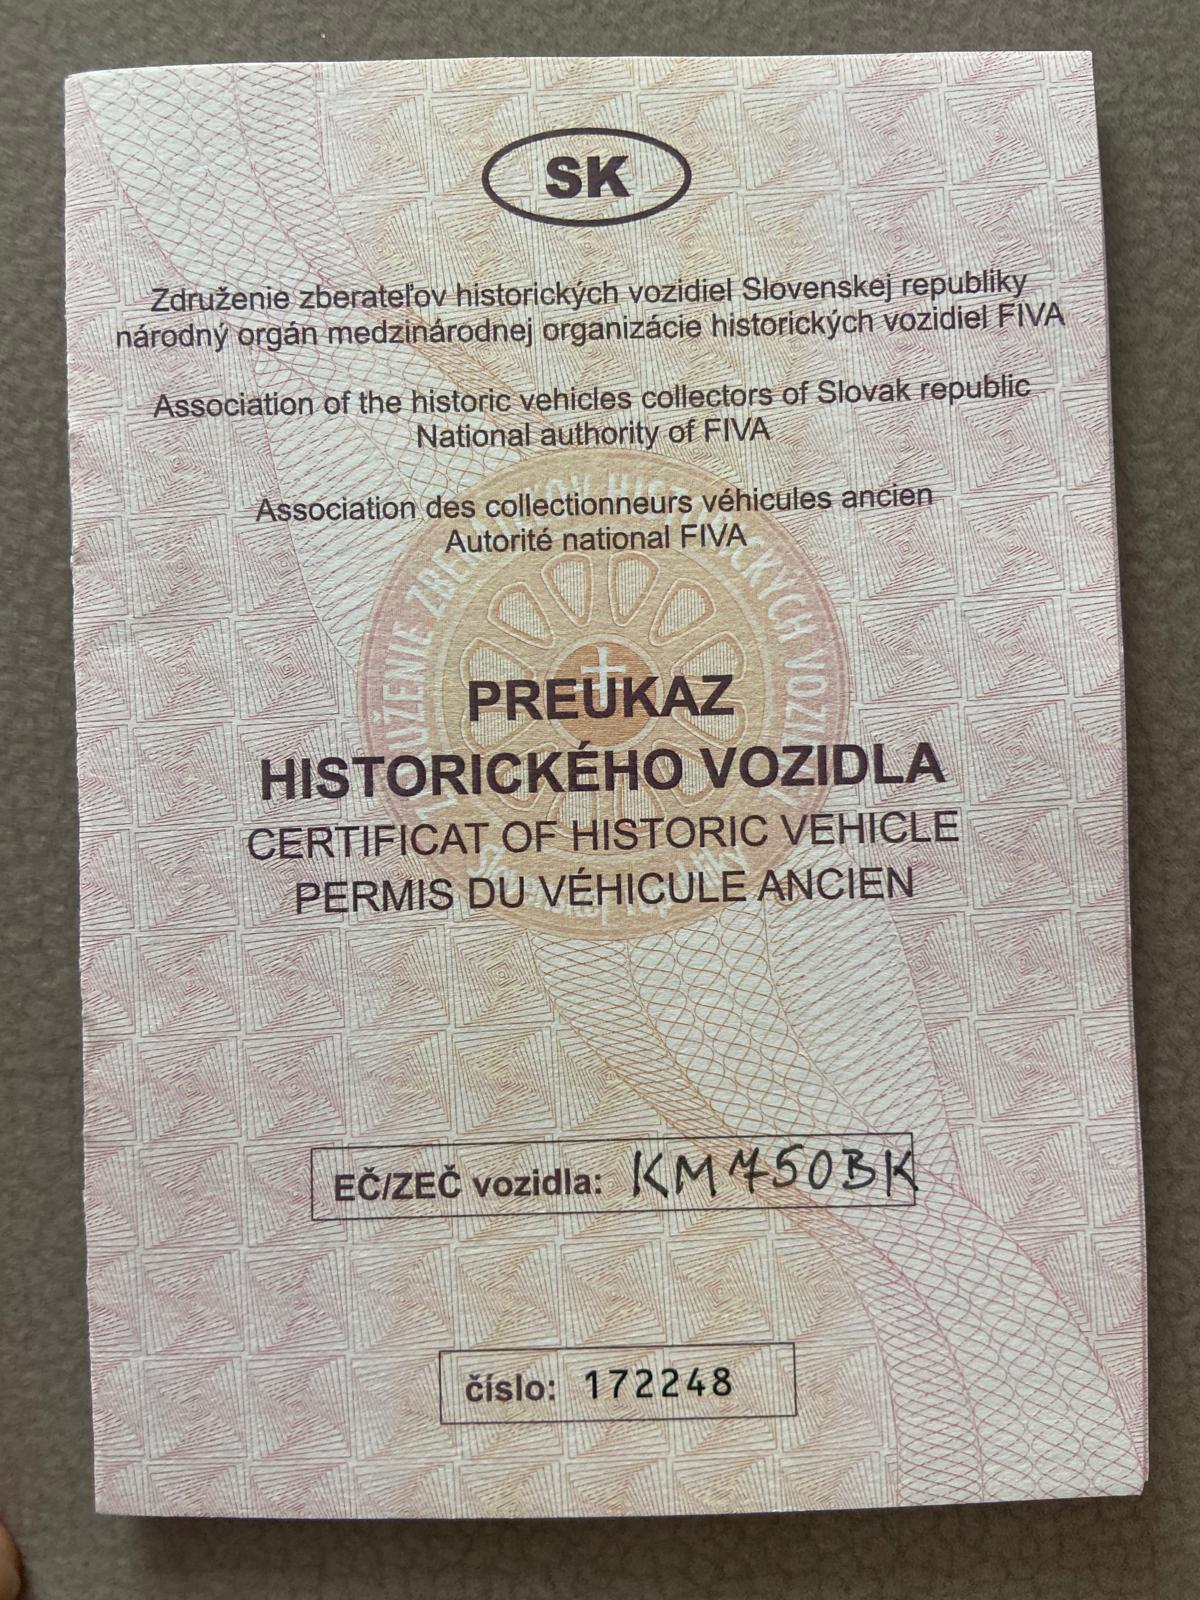 SK
Združenie zberateľov historických vozidiel Slovenskej republiky
národný orgán medzinárodnej organizácie historických vozidiel FIVA
Association of the historic vehicles collectors of Slovak republic
National authority of FIVA
Association des collectionneurs véhicules ancien
Autorité national FIVA
PREUKAZ
HISTORICKÉHO VOZIDLA
CERTIFICAT OF HISTORIC VEHICLE
PERMIS DU VÉHICULE ANCIEN
EČ/ZEČ vozidla: KM750BK
číslo: 172248